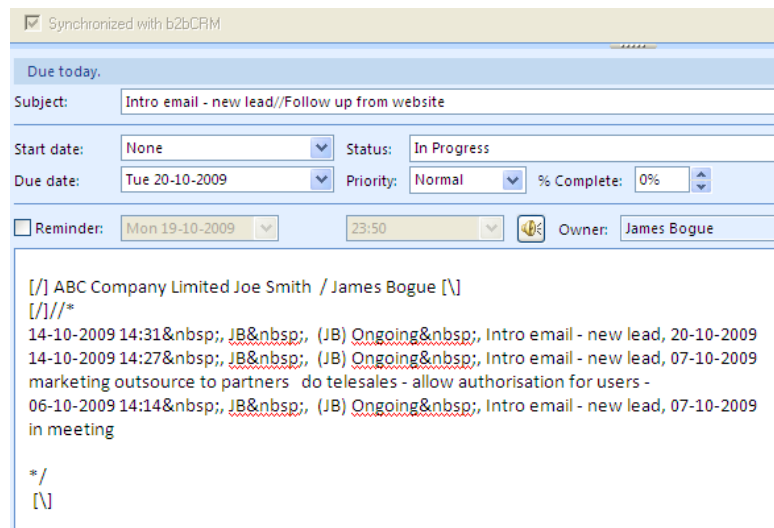 Synchronized with b2bCRM
Due today.
Subject: Intro email - new lead//Follow up from website
Start date: None Status: In Progress
Due date: Tue 20-10-2009 Priority: Normal % Complete: 0%
Reminder: Mon 19-10-2009 23:50 Owner: James Bogue
[/] ABC Company Limited Joe Smith / James Bogue [\]
[/]//*
14-10-2009 14:31&nbsp;, JB&nbsp;, (JB) Ongoing&nbsp;, Intro email - new lead, 20-10-2009
14-10-2009 14:27&nbsp;, JB&nbsp;, (JB) Ongoing&nbsp;, Intro email - new lead, 07-10-2009
marketing outsource to partners do telesales - allow authorisation for users -
06-10-2009 14:14&nbsp;, JB&nbsp;, (JB) Ongoing&nbsp;, Intro email - new lead, 07-10-2009
in meeting
*/
[\]